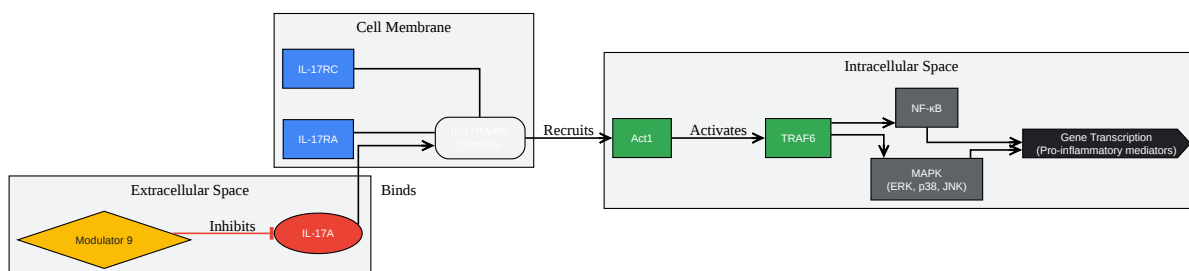 Cell Membrane
IL-17RC
IL-17RA
IL-17RA/RC
Complex
Recruits
Intracellular Space
Act1
Activates
TRAF6
NF-κB
MAPK
(ERK, p38, JNK)
Gene Transcription
(Pro-inflammatory mediators)
Extracellular Space
Modulator 9
Inhibits
IL-17A
Binds